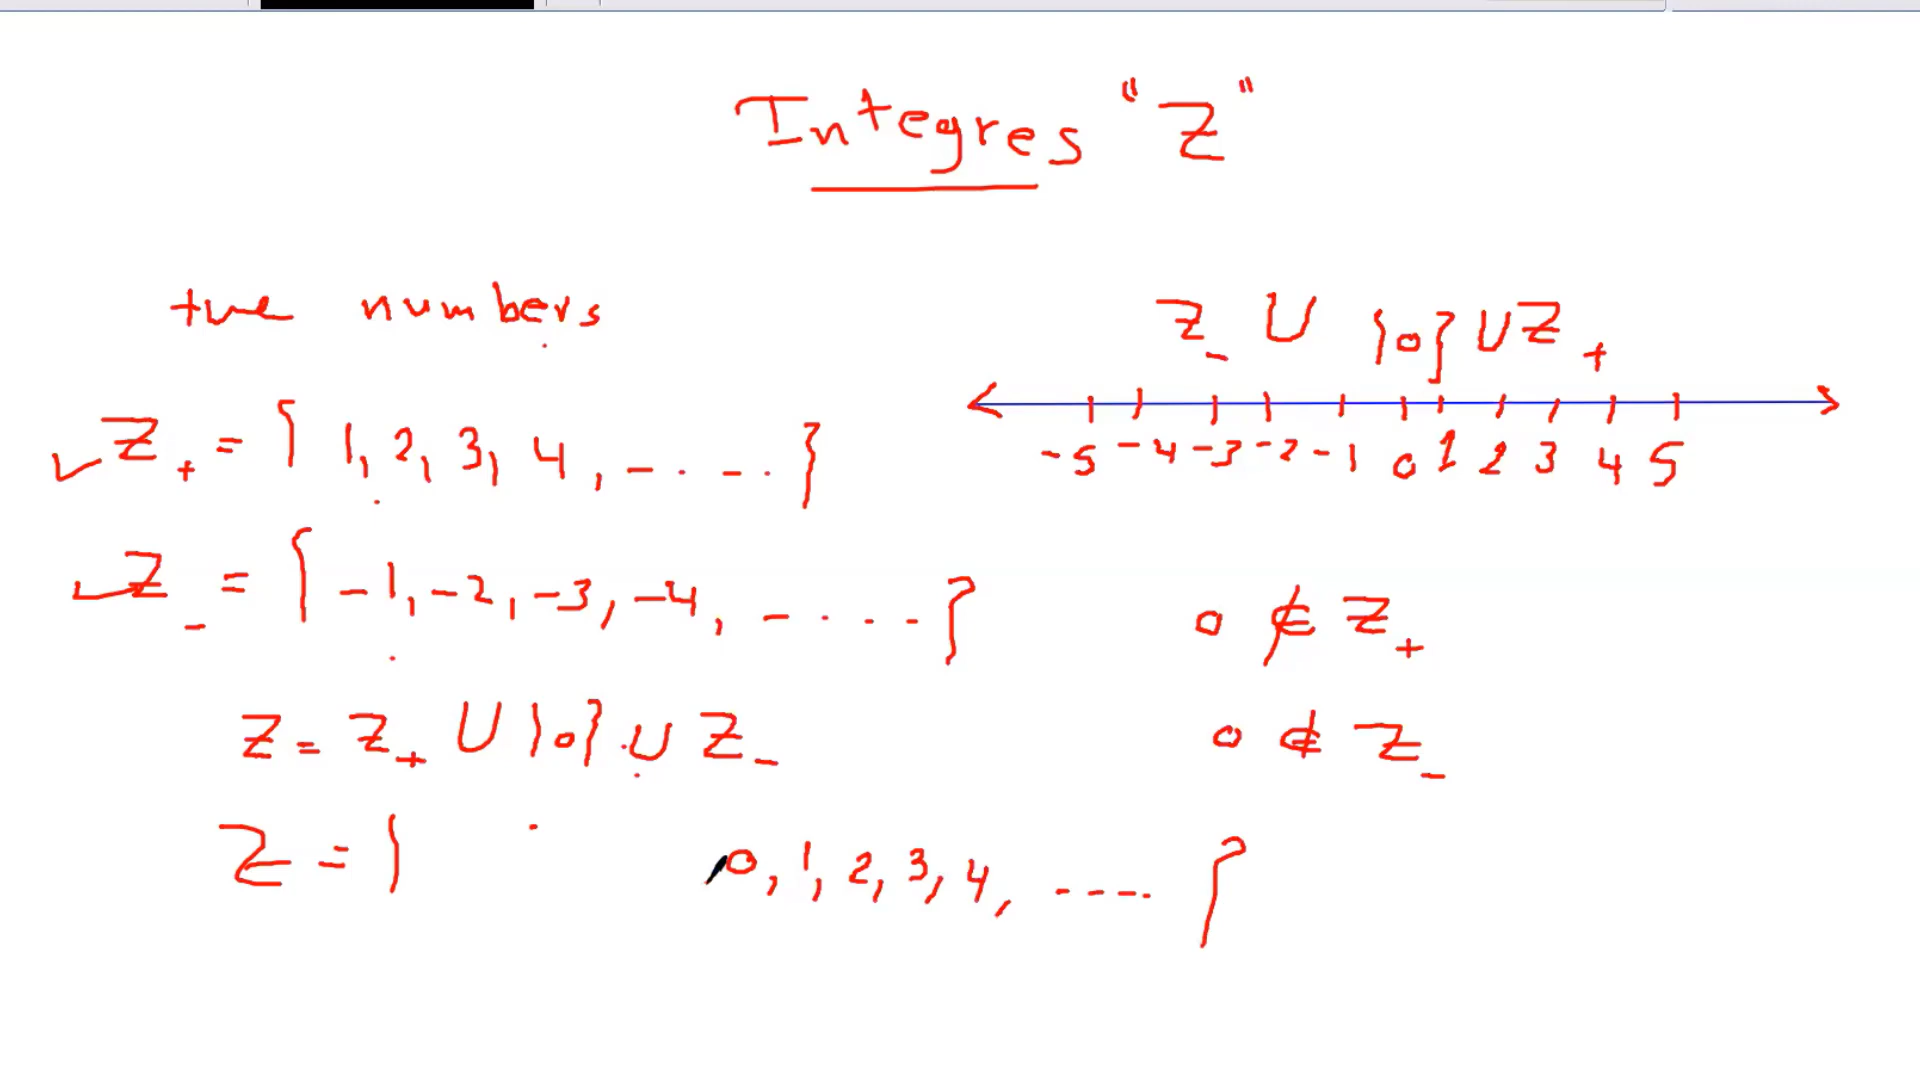 Integres "Z"
+ve numbers
Z₋ U {0} U Z₊
Z₊ = { 1, 2, 3, 4, - . - . }
-5 -4 -3 -2 -1 0 1 2 3 4 5
Z₋ = { -1, -2, -3, -4, - . - - }
0 ∉ Z₊
Z = Z₊ U {0} U Z₋
0 ∉ Z₋
Z = { 0, 1, 2, 3, 4, ---- }